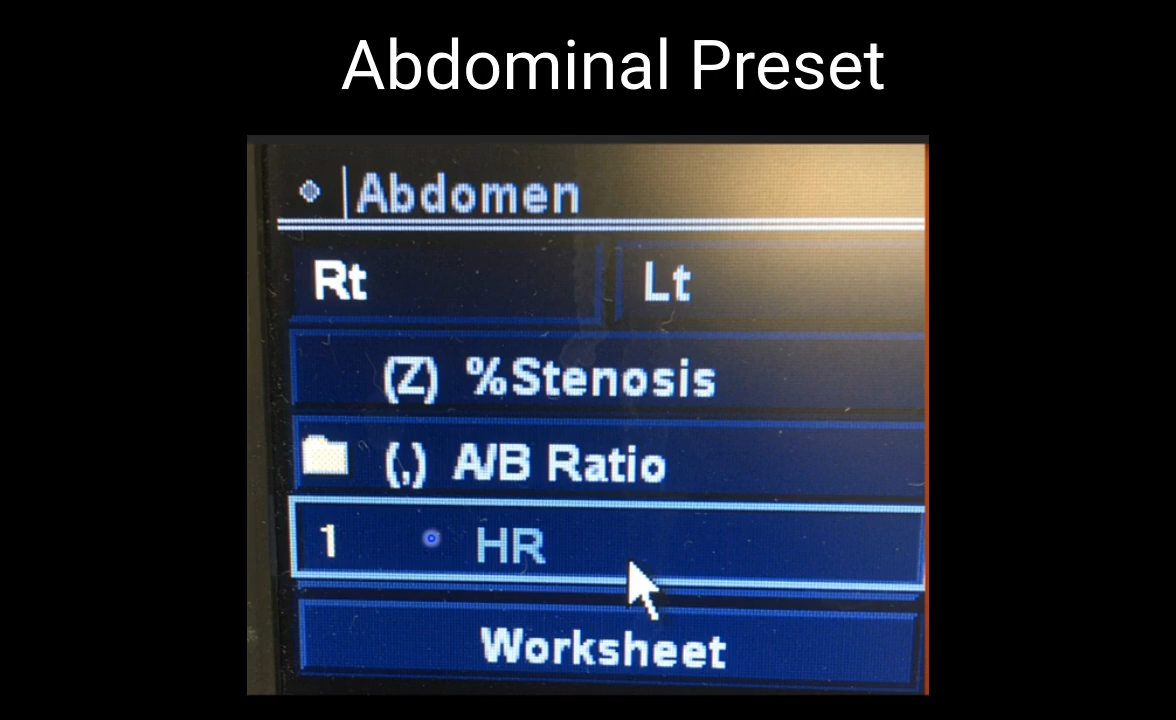 Abdominal Preset
Abdomen
Rt Lt
(Z) %Stenosis
(,) A/B Ratio
1 HR
Worksheet